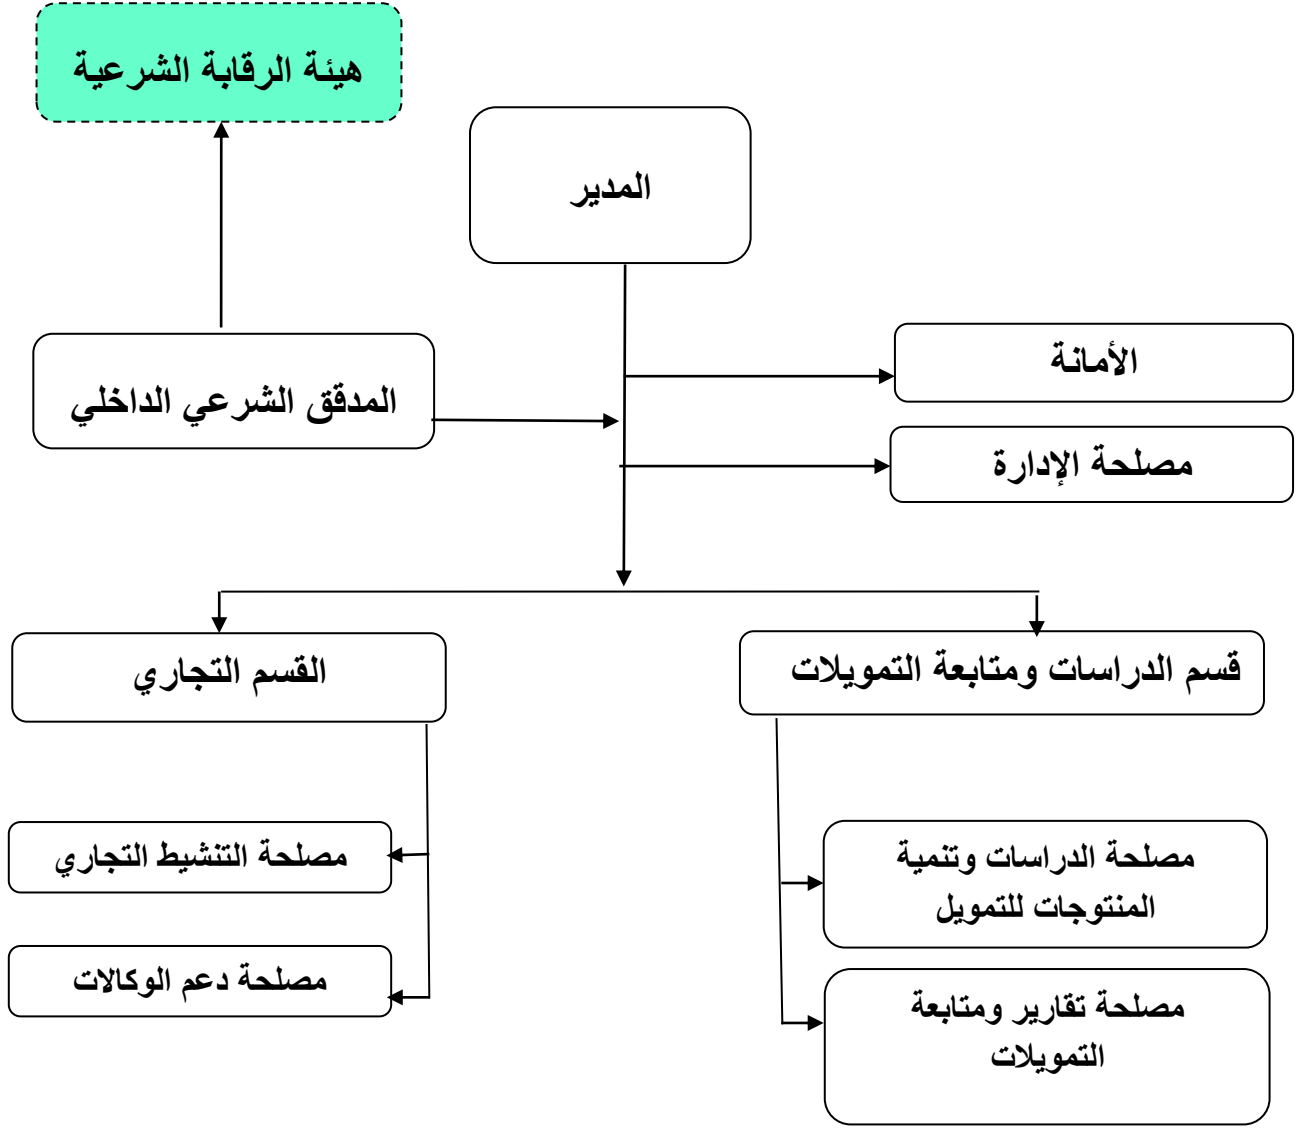 هيئة الرقابة الشرعية
المدير
الأمانة
المدقق الشرعي الداخلي
مصلحة الإدارة
قسم الدراسات ومتابعة التمويلات
القسم التجاري
مصلحة الدراسات وتنمية
المنتوجات للتمويل
مصلحة التنشيط التجاري
مصلحة دعم الوكالات
مصلحة تقارير ومتابعة
التمويلات